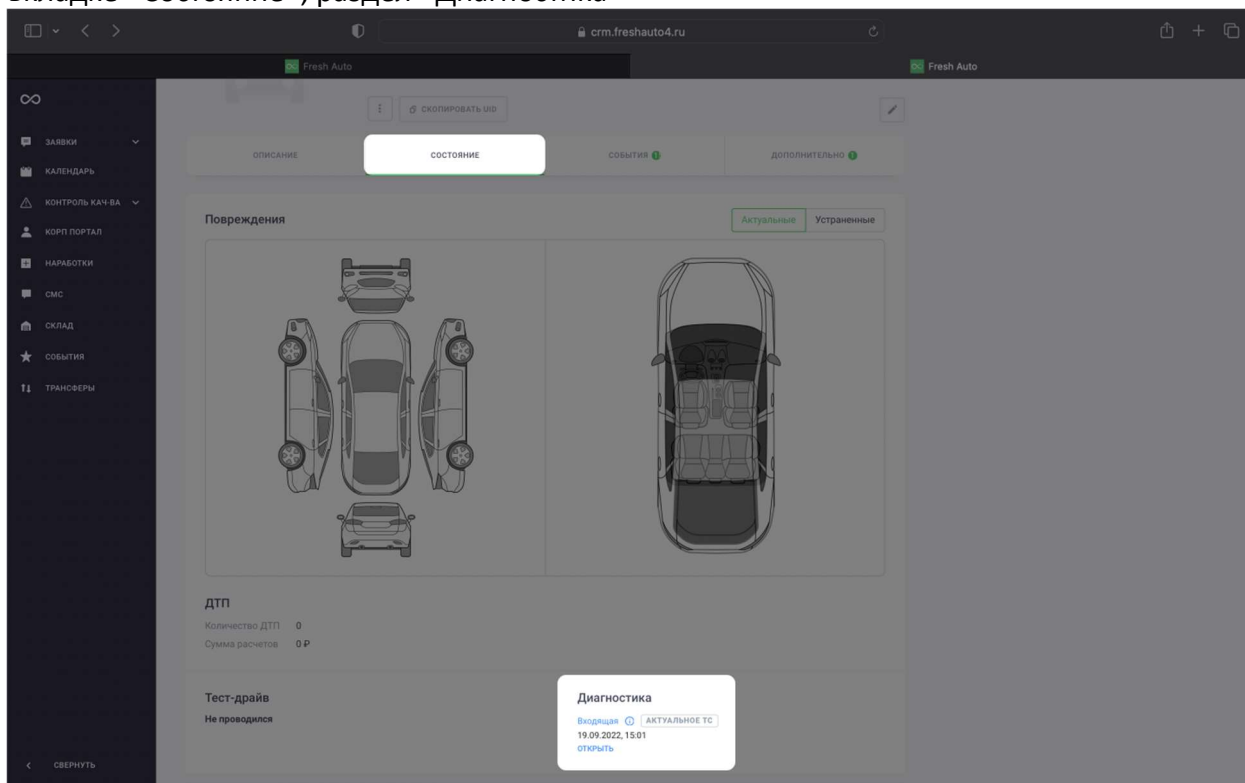 вкладке "Состояние", раздел "Диагностика"
crm.freshauto4.ru
Fresh Auto
Fresh Auto
СКОПИРОВАТЬ UID
ЗАЯВКИ
КАЛЕНДАРЬ
КОНТРОЛЬ КАЧ-ВА
КОРП ПОРТАЛ
НАРАБОТКИ
СМС
СКЛАД
СОБЫТИЯ
ТРАНСФЕРЫ
СВЕРНУТЬ
ОПИСАНИЕ
СОСТОЯНИЕ
СОБЫТИЯ 1
ДОПОЛНИТЕЛЬНО
Повреждения
Актуальные Устраненные
ДТП
Количество ДТП 0
Сумма расчетов 0 ₽
Тест-драйв
Не проводился
Диагностика
Входящая АКТУАЛЬНОЕ ТС
19.09.2022, 15:01
ОТКРЫТЬ